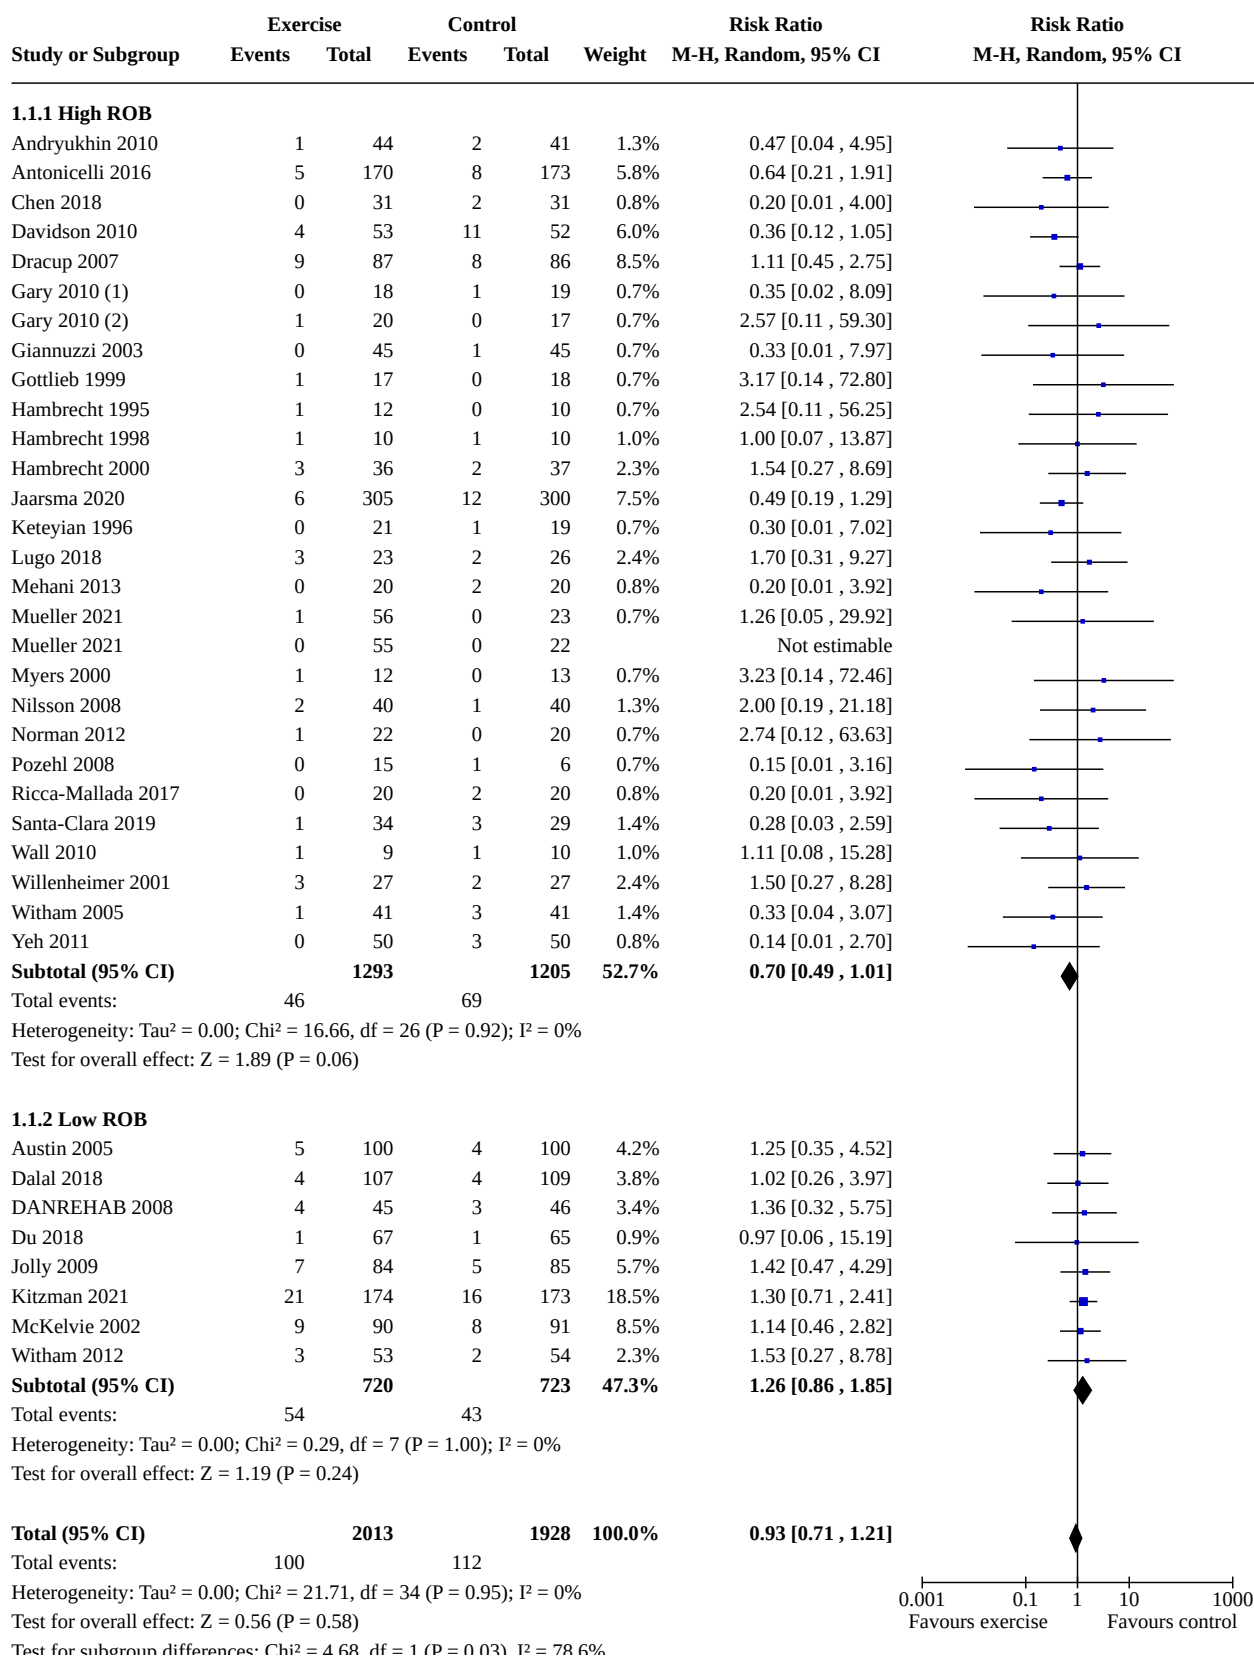 Exercise Control Risk Ratio Risk Ratio
Study or Subgroup Events Total Events Total Weight M-H, Random, 95% CI M-H, Random, 95% CI
1.1.1 High ROB
Andryukhin 2010 1 44 2 41 1.3% 0.47 [0.04 , 4.95]
Antonicelli 2016 5 170 8 173 5.8% 0.64 [0.21 , 1.91]
Chen 2018 0 31 2 31 0.8% 0.20 [0.01 , 4.00]
Davidson 2010 4 53 11 52 6.0% 0.36 [0.12 , 1.05]
Dracup 2007 9 87 8 86 8.5% 1.11 [0.45 , 2.75]
Gary 2010 (1) 0 18 1 19 0.7% 0.35 [0.02 , 8.09]
Gary 2010 (2) 1 20 0 17 0.7% 2.57 [0.11 , 59.30]
Giannuzzi 2003 0 45 1 45 0.7% 0.33 [0.01 , 7.97]
Gottlieb 1999 1 17 0 18 0.7% 3.17 [0.14 , 72.80]
Hambrecht 1995 1 12 0 10 0.7% 2.54 [0.11 , 56.25]
Hambrecht 1998 1 10 1 10 1.0% 1.00 [0.07 , 13.87]
Hambrecht 2000 3 36 2 37 2.3% 1.54 [0.27 , 8.69]
Jaarsma 2020 6 305 12 300 7.5% 0.49 [0.19 , 1.29]
Keteyian 1996 0 21 1 19 0.7% 0.30 [0.01 , 7.02]
Lugo 2018 3 23 2 26 2.4% 1.70 [0.31 , 9.27]
Mehani 2013 0 20 2 20 0.8% 0.20 [0.01 , 3.92]
Mueller 2021 1 56 0 23 0.7% 1.26 [0.05 , 29.92]
Mueller 2021 0 55 0 22 Not estimable
Myers 2000 1 12 0 13 0.7% 3.23 [0.14 , 72.46]
Nilsson 2008 2 40 1 40 1.3% 2.00 [0.19 , 21.18]
Norman 2012 1 22 0 20 0.7% 2.74 [0.12 , 63.63]
Pozehl 2008 0 15 1 6 0.7% 0.15 [0.01 , 3.16]
Ricca-Mallada 2017 0 20 2 20 0.8% 0.20 [0.01 , 3.92]
Santa-Clara 2019 1 34 3 29 1.4% 0.28 [0.03 , 2.59]
Wall 2010 1 9 1 10 1.0% 1.11 [0.08 , 15.28]
Willenheimer 2001 3 27 2 27 2.4% 1.50 [0.27 , 8.28]
Witham 2005 1 41 3 41 1.4% 0.33 [0.04 , 3.07]
Yeh 2011 0 50 3 50 0.8% 0.14 [0.01 , 2.70]
Subtotal (95% CI) 1293 1205 52.7% 0.70 [0.49 , 1.01]
Total events: 46 69
Heterogeneity: Tau² = 0.00; Chi² = 16.66, df = 26 (P = 0.92); I² = 0%
Test for overall effect: Z = 1.89 (P = 0.06)
1.1.2 Low ROB
Austin 2005 5 100 4 100 4.2% 1.25 [0.35 , 4.52]
Dalal 2018 4 107 4 109 3.8% 1.02 [0.26 , 3.97]
DANREHAB 2008 4 45 3 46 3.4% 1.36 [0.32 , 5.75]
Du 2018 1 67 1 65 0.9% 0.97 [0.06 , 15.19]
Jolly 2009 7 84 5 85 5.7% 1.42 [0.47 , 4.29]
Kitzman 2021 21 174 16 173 18.5% 1.30 [0.71 , 2.41]
McKelvie 2002 9 90 8 91 8.5% 1.14 [0.46 , 2.82]
Witham 2012 3 53 2 54 2.3% 1.53 [0.27 , 8.78]
Subtotal (95% CI) 720 723 47.3% 1.26 [0.86 , 1.85]
Total events: 54 43
Heterogeneity: Tau² = 0.00; Chi² = 0.29, df = 7 (P = 1.00); I² = 0%
Test for overall effect: Z = 1.19 (P = 0.24)
Total (95% CI) 2013 1928 100.0% 0.93 [0.71 , 1.21]
Total events: 100 112
Heterogeneity: Tau² = 0.00; Chi² = 21.71, df = 34 (P = 0.95); I² = 0%
0.001 0.1 1 10 1000
Test for overall effect: Z = 0.56 (P = 0.58)
Favours exercise Favours control
Test for subgroup differences: Chi² = 4.68, df = 1 (P = 0.03), I² = 78.6%